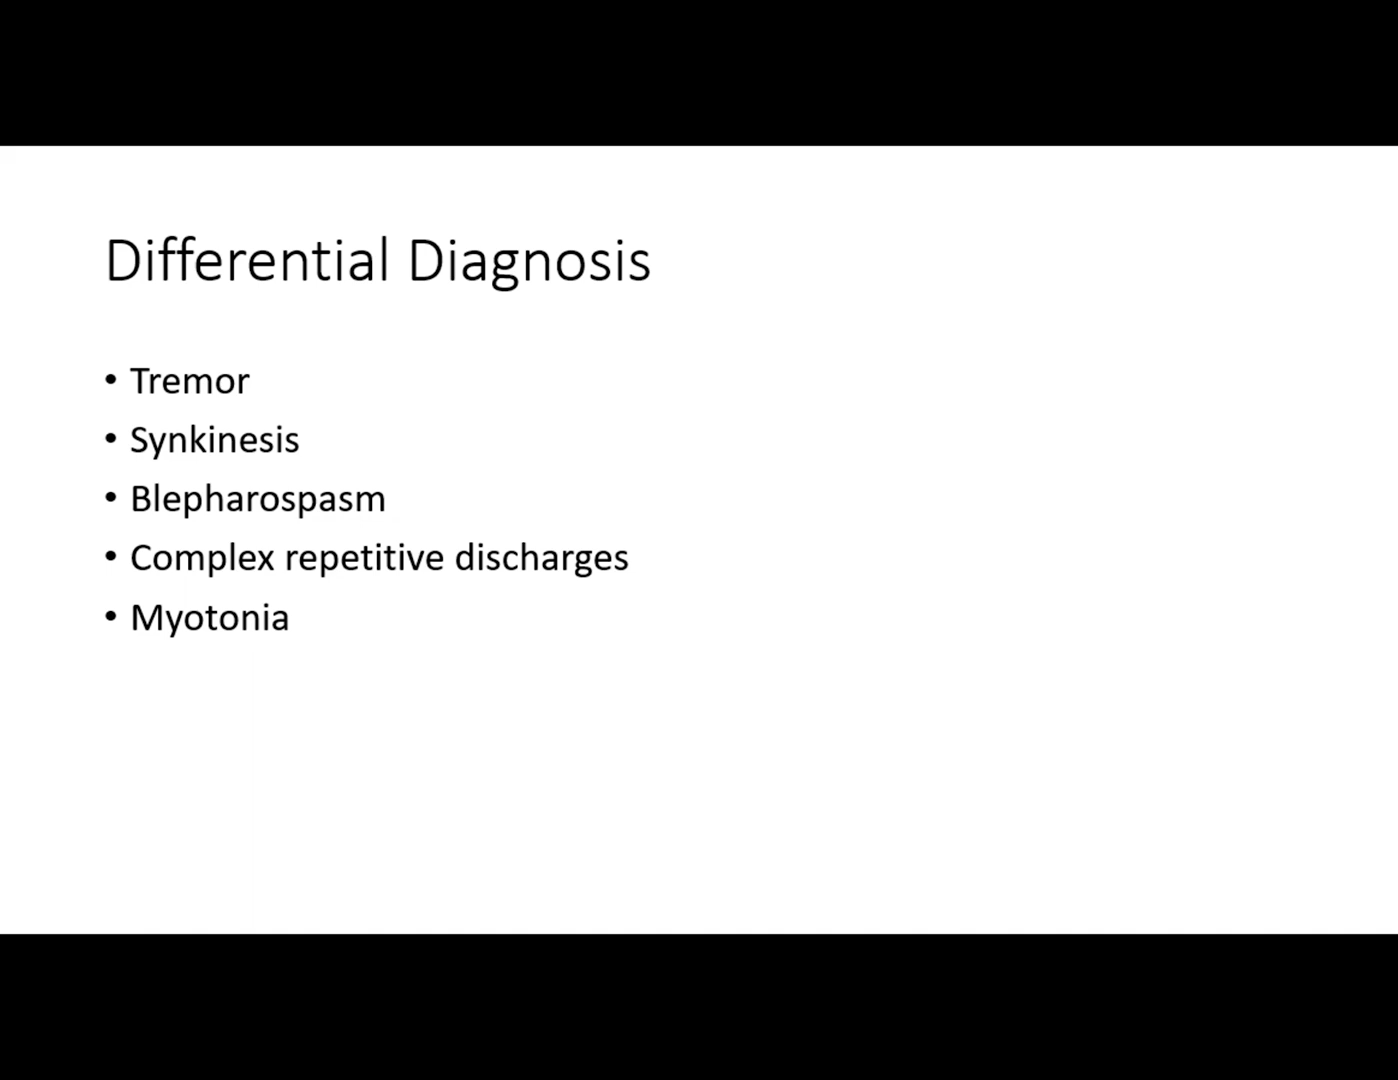 Differential Diagnosis
• Tremor
• Synkinesis
• Blepharospasm
• Complex repetitive discharges
• Myotonia